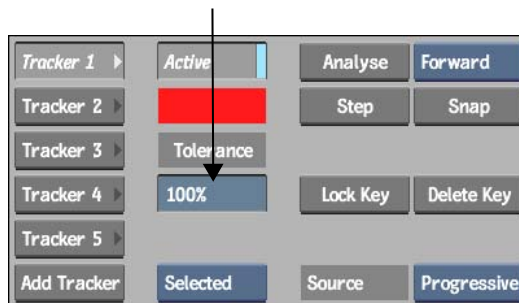 Tracker 1 Active Analyse Forward
Tracker 2 Step Snap
Tracker 3 Tolerance
Tracker 4 100% Lock Key Delete Key
Tracker 5
Add Tracker Selected Source Progressive